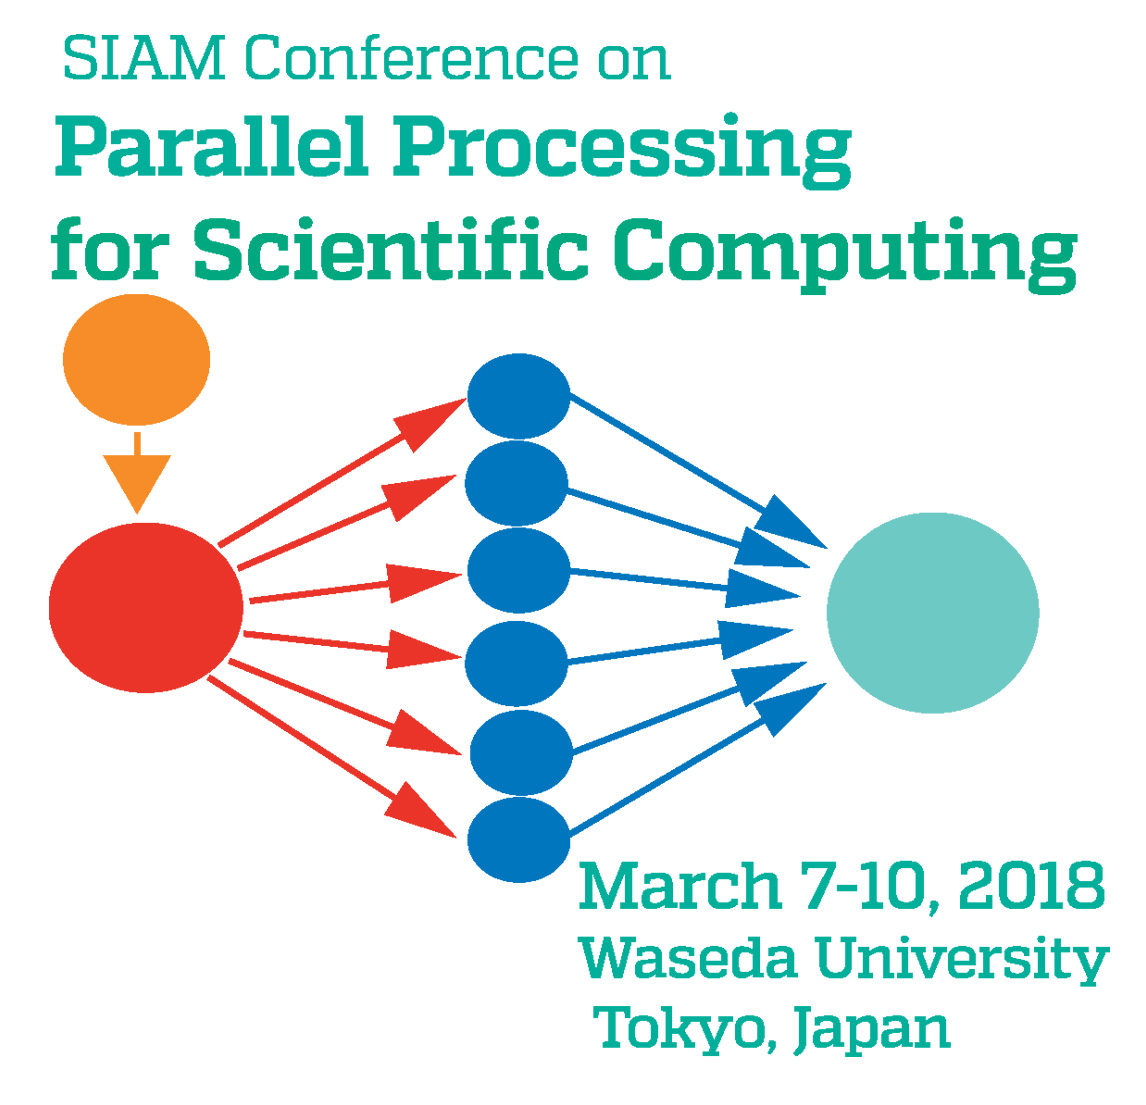 SIAM Conference on
Parallel Processing
for Scientific Computing
March 7-10, 2018
Waseda University
Tokyo, Japan